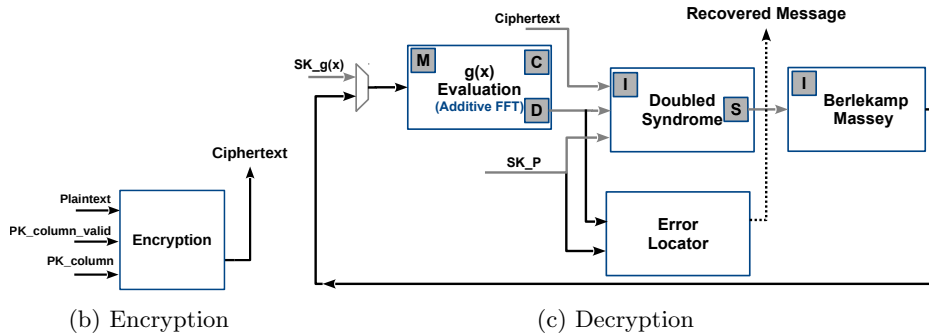 Recovered Message
Ciphertext
SK_g(x)
M
C
g(x)
Evaluation
(Additive FFT)
D
I
Doubled
Syndrome
S
I
Berlekamp
Massey
SK_P
Error
Locator
Ciphertext
Plaintext
PK_column_valid
PK_column
Encryption
(b) Encryption
(c) Decryption